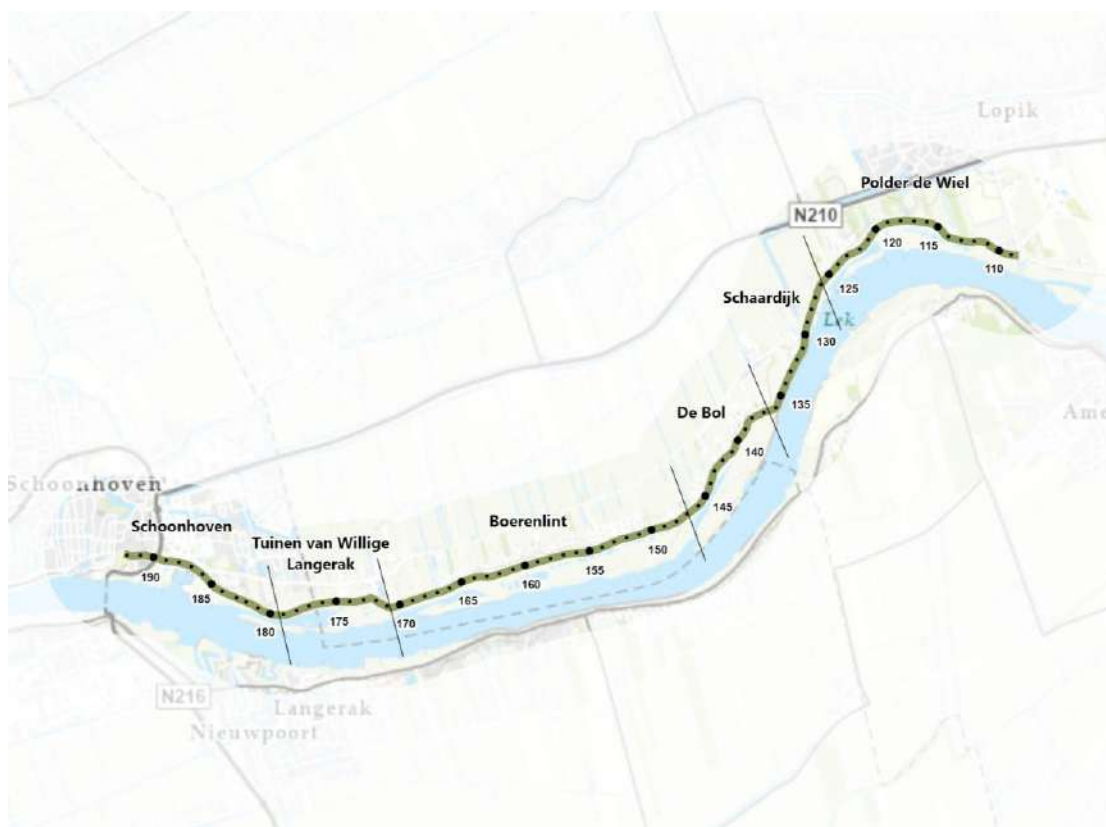 Lopik
Polder de Wiel
N210
120
115
110
125
Schaardijk
Lek
130
135
De Bol
Ame
140
Schoonhoven
145
Boerenlint
Schoonhoven
150
Tuinen van Willige
Langerak
155
160
190
165
185
175
170
180
N216
Langerak
Nieuwpoort